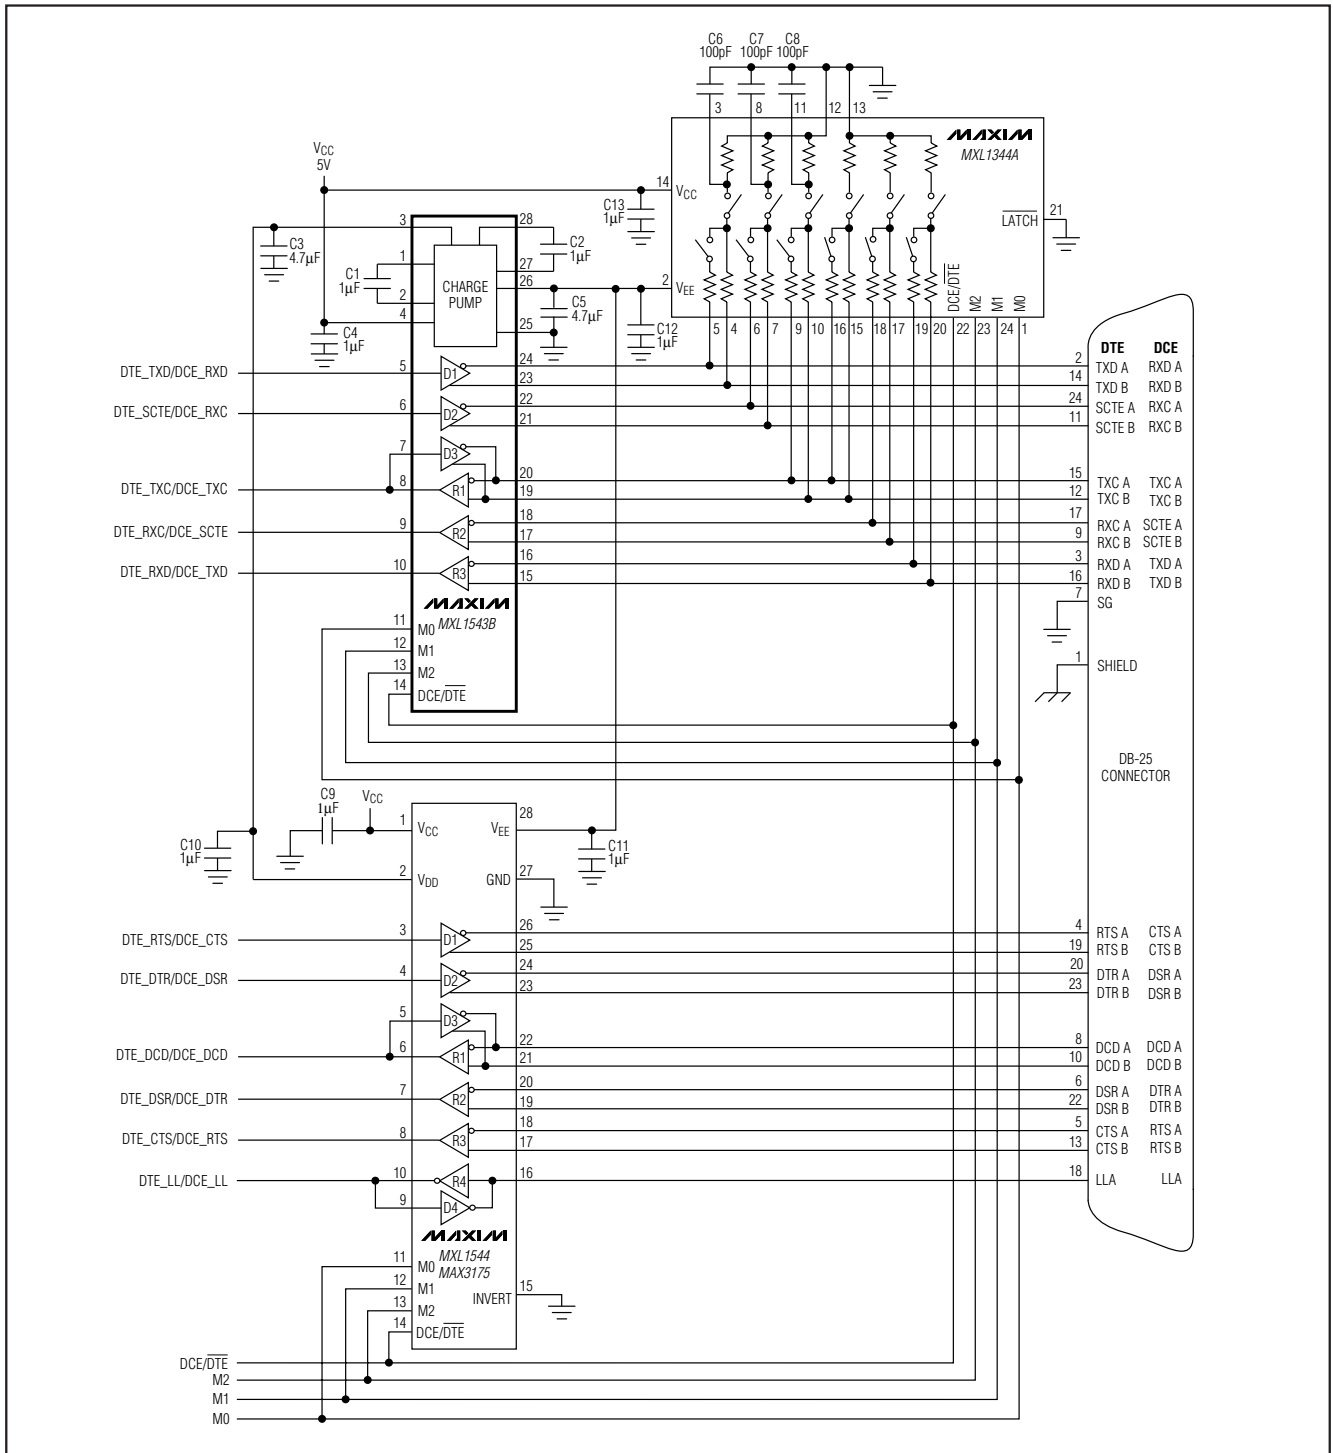 C6 C7 C8
100pF 100pF 100pF
3 8 11 12 13
MAXIM
MXL1344A
VCC
5V
14 VCC
C13
1µF
21
LATCH
3 28
C3
4.7µF
C2
1µF
1 27
C1
1µF
CHARGE
PUMP
26
2 VEE
2
C5
4.7µF
DCE/DTE M2 M1 M0
4 25
C4
1µF
C12
1µF
5 4 6 7 9 10 16 15 18 17 19 20 22 23 24 1
DTE DCE
DTE_TXD/DCE_RXD 5 D1 24 2 TXD A RXD A
23 14 TXD B RXD B
DTE_SCTE/DCE_RXC 6 D2 22 24 SCTE A RXC A
21 11 SCTE B RXC B
7 D3
DTE_TXC/DCE_TXC 8 R1 20 15 TXC A TXC A
19 12 TXC B TXC B
DTE_RXC/DCE_SCTE 9 R2 18 17 RXC A SCTE A
17 9 RXC B SCTE B
DTE_RXD/DCE_TXD 10 R3 16 3 RXD A TXD A
15 16 RXD B TXD B
7 SG
MAXIM
MXL1543B
11 M0
12 M1
13 M2
14 DCE/DTE
1 SHIELD
DB-25
CONNECTOR
C9
1µF
VCC
1 VCC VEE 28
C10
1µF
C11
1µF
2 VDD GND 27
DTE_RTS/DCE_CTS 3 D1 26 4 RTS A CTS A
25 19 RTS B CTS B
DTE_DTR/DCE_DSR 4 D2 24 20 DTR A DSR A
23 23 DTR B DSR B
5 D3
DTE_DCD/DCE_DCD 6 R1 22 8 DCD A DCD A
21 10 DCD B DCD B
DTE_DSR/DCE_DTR 7 R2 20 6 DSR A DTR A
19 22 DSR B DTR B
DTE_CTS/DCE_RTS 8 R3 18 5 CTS A RTS A
17 13 CTS B RTS B
DTE_LL/DCE_LL 10 R4 16 18 LLA LLA
9 D4
MAXIM
MXL1544
MAX3175
11 M0
12 M1
13 M2
14 DCE/DTE
INVERT 15
DCE/DTE
M2
M1
M0